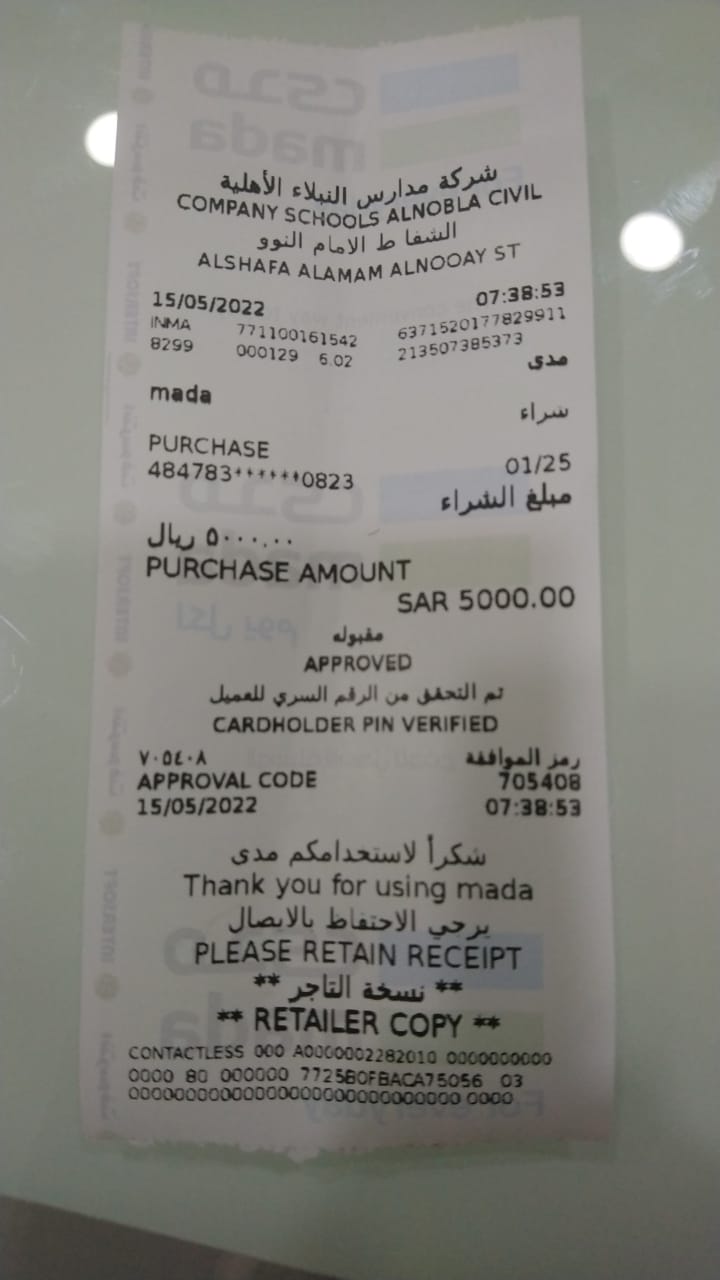 شركة مدارس النبلاء الأهلية
COMPANY SCHOOLS ALNOBLA CIVIL
الشفا ط الامام النوو
ALSHAFA ALAMAM ALNOOAY ST
15/05/2022 07:38:53
INMA 771100161542 6371520177829911
8299 000129 6.02 213507385373
مدى
mada
شراء
PURCHASE
484783******0823 01/25
مبلغ الشراء
٥٠٠٠.٠٠ ريال
PURCHASE AMOUNT
SAR 5000.00
مقبوله
APPROVED
تم التحقق من الرقم السري للعميل
CARDHOLDER PIN VERIFIED
رمز الموافقة ٧٠٥٤٠٨
APPROVAL CODE 705408
15/05/2022 07:38:53
شكرأ لاستخدامكم مدى
Thank you for using mada
يرجي الاحتفاظ بالايصال
PLEASE RETAIN RECEIPT
** نسخة التاجر **
** RETAILER COPY **
CONTACTLESS 000 A0000002282010 0000000000
0000 80 000000 7725B0FBACA75056 03